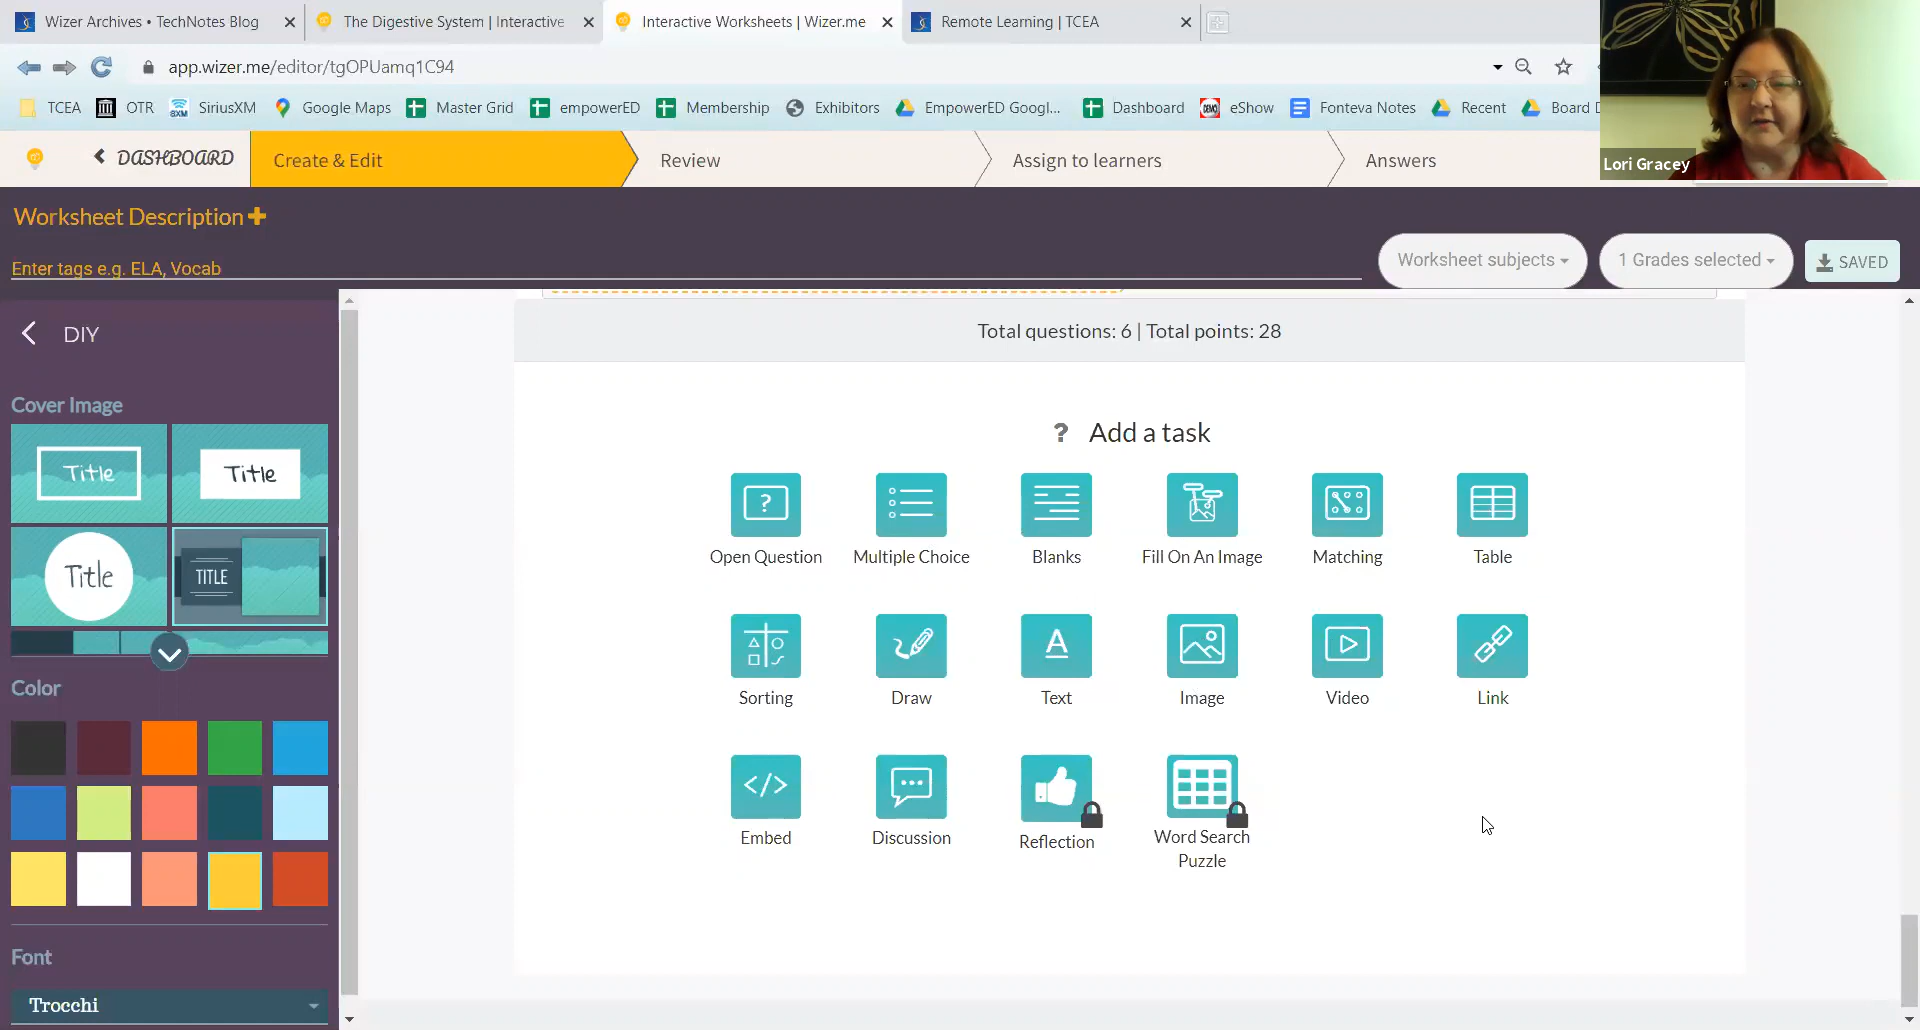 Wizer Archives • TechNotes Blog
The Digestive System | Interactive
Interactive Worksheets | Wizer.me
Remote Learning | TCEA
app.wizer.me/editor/tgOPUamq1C94
TCEA OTR SiriusXM Google Maps Master Grid empowerED Membership Exhibitors EmpowerED Googl... Dashboard eShow Fonteva Notes Recent Board
Lori Gracey
DASHBOARD
Create & Edit
Review
Assign to learners
Answers
Worksheet Description
Enter tags e.g. ELA, Vocab
Worksheet subjects
1 Grades selected
SAVED
DIY
Cover Image
Title
Title
Title
TITLE
Color
Font
Trocchi
Total questions: 6 | Total points: 28
? Add a task
Open Question Multiple Choice Blanks Fill On An Image Matching Table
Sorting Draw Text Image Video Link
Embed Discussion Reflection Word Search
Puzzle